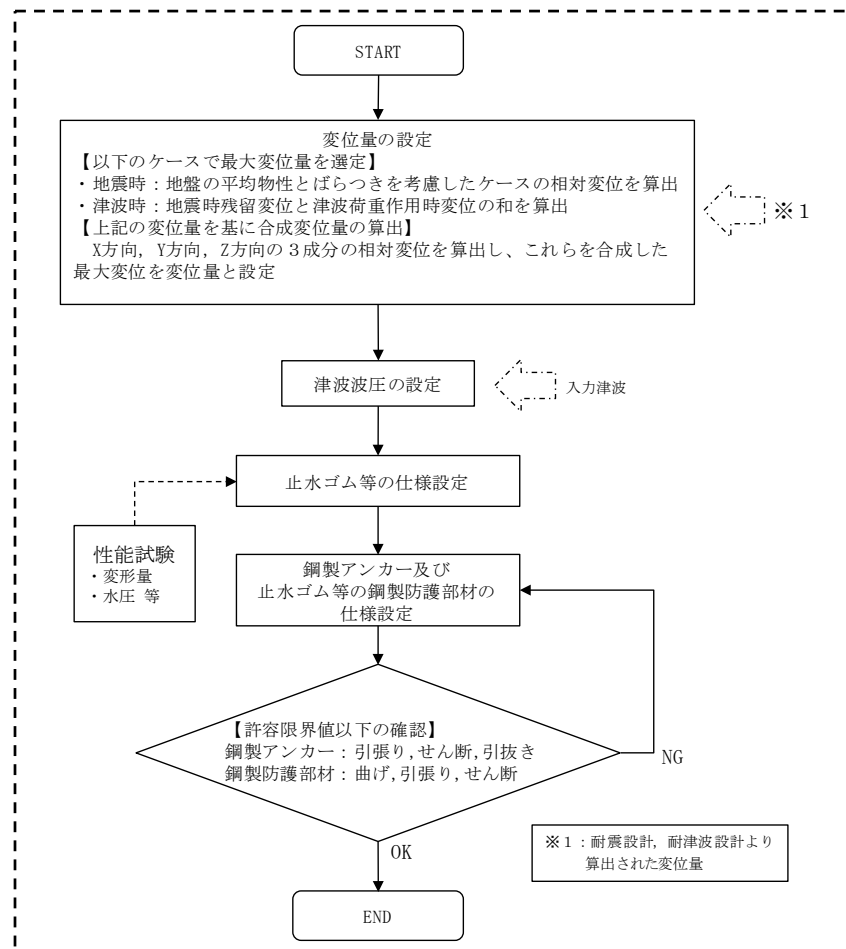 START
変位量の設定
【以下のケースで最大変位量を選定】
・地震時：地盤の平均物性とばらつきを考慮したケースの相対変位を算出
・津波時：地震時残留変位と津波荷重作用時変位の和を算出
【上記の変位量を基に合成変位量の算出】
X方向，Y方向，Z方向の３成分の相対変位を算出し、これらを合成した
最大変位を変位量と設定
※１
津波波圧の設定
入力津波
止水ゴム等の仕様設定
性能試験
・変形量
・水圧 等
鋼製アンカー及び
止水ゴム等の鋼製防護部材の
仕様設定
【許容限界値以下の確認】
鋼製アンカー：引張り,せん断,引抜き
鋼製防護部材：曲げ,引張り,せん断
NG
OK
※１：耐震設計，耐津波設計より
算出された変位量
END